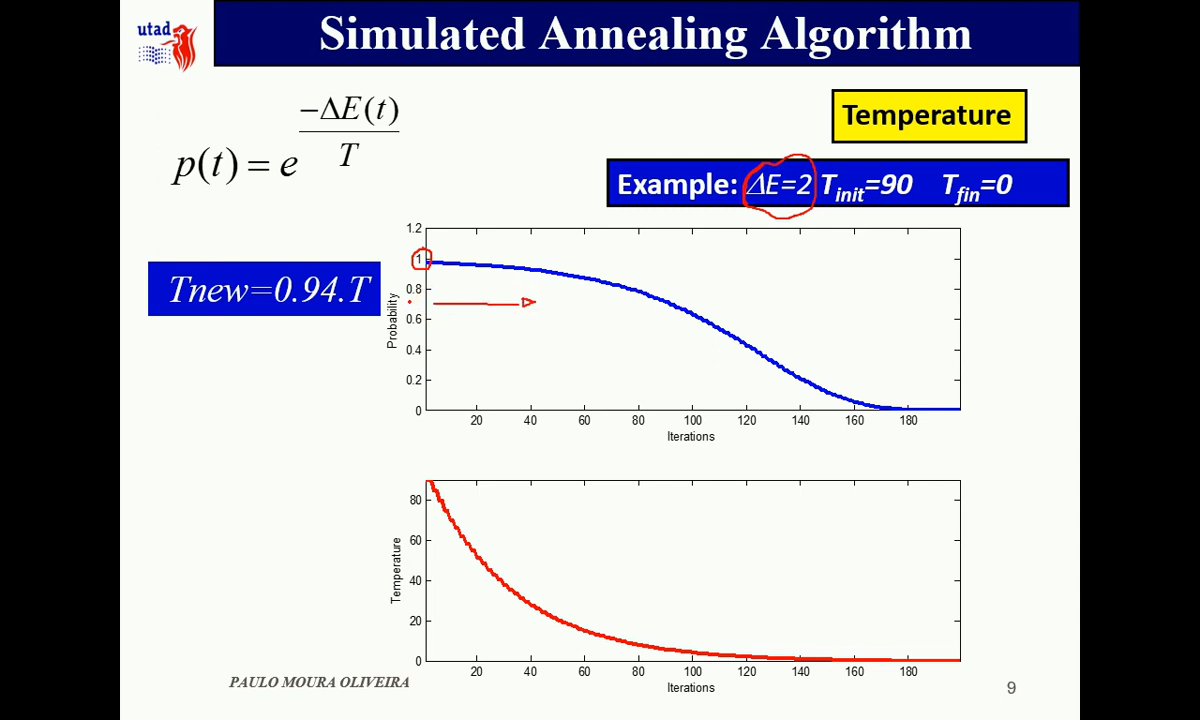 utad
Simulated Annealing Algorithm
p(t) = e^{-ΔE(t)/T}
Temperature
Example: ΔE=2 Tinit=90 Tfin=0
Tnew=0.94.T
1.2
1
0.8
0.6
0.4
0.2
0
Probability
20 40 60 80 100 120 140 160 180
Iterations
80
60
40
20
0
Temperature
20 40 60 80 100 120 140 160 180
Iterations
PAULO MOURA OLIVEIRA
9